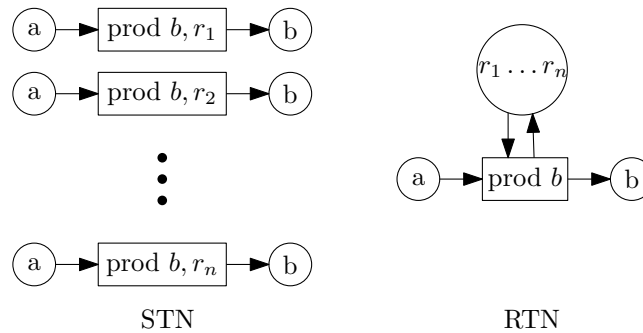 a prod b, r₁ b
a prod b, r₂ b
r₁ … rₙ
a prod b b
a prod b, rₙ b
STN RTN